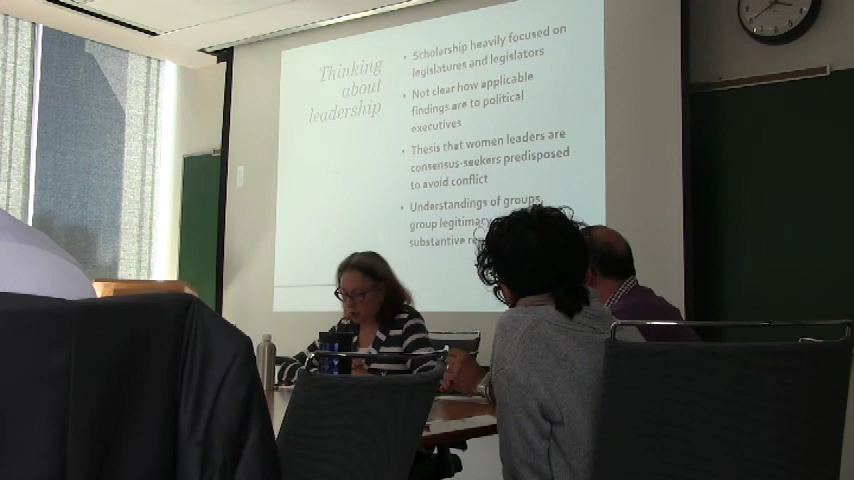 Thinking
about
leadership
• Scholarship heavily focused on
legislatures and legislators
• Not clear how applicable
findings are to political
executives
• Thesis that women leaders are
consensus-seekers predisposed
to avoid conflict
• Understandings of groups,
group legitimacy
substantive